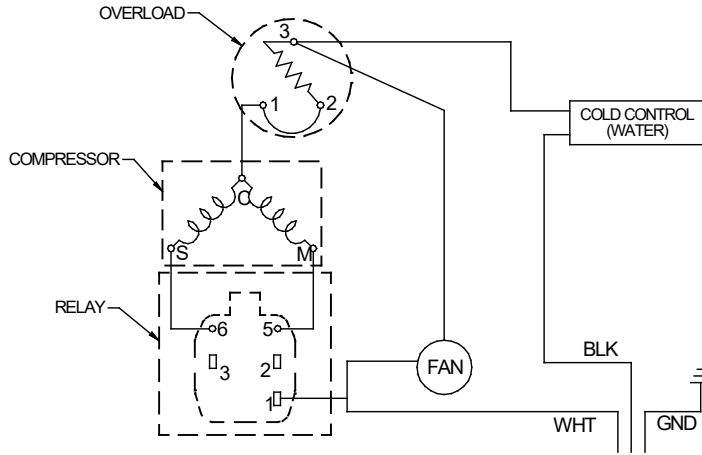 OVERLOAD
3
1
2
COLD CONTROL
(WATER)
COMPRESSOR
C
S
M
RELAY
6
5
3
2
1
FAN
BLK
WHT
GND